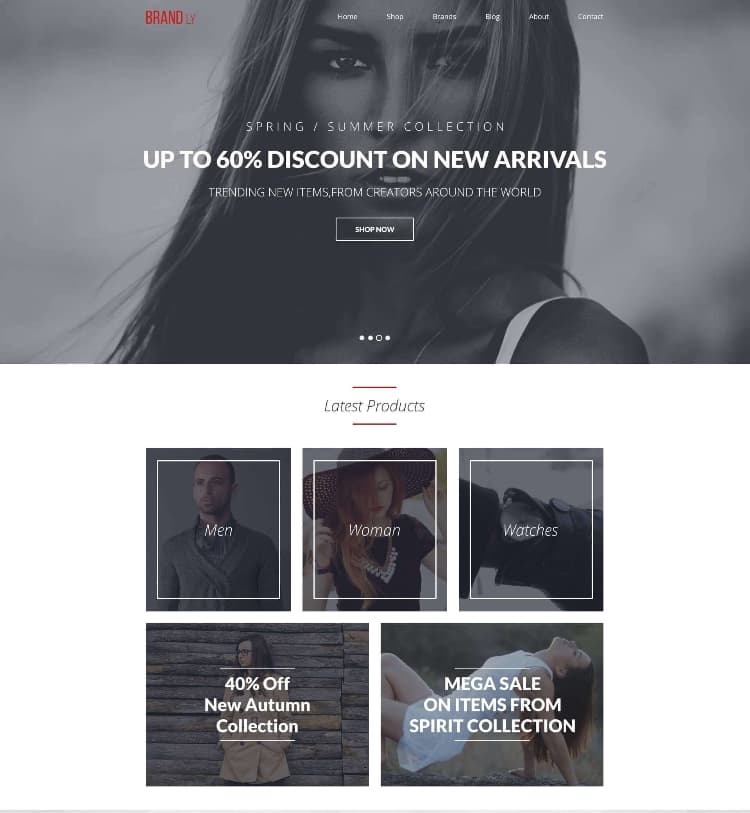 BRAND.LY
Home Shop Brands Blog About Contact
SPRING / SUMMER COLLECTION
UP TO 60% DISCOUNT ON NEW ARRIVALS
TRENDING NEW ITEMS,FROM CREATORS AROUND THE WORLD
SHOP NOW
Latest Products
Men Woman Watches
40% Off
New Autumn
Collection
MEGA SALE
ON ITEMS FROM
SPIRIT COLLECTION